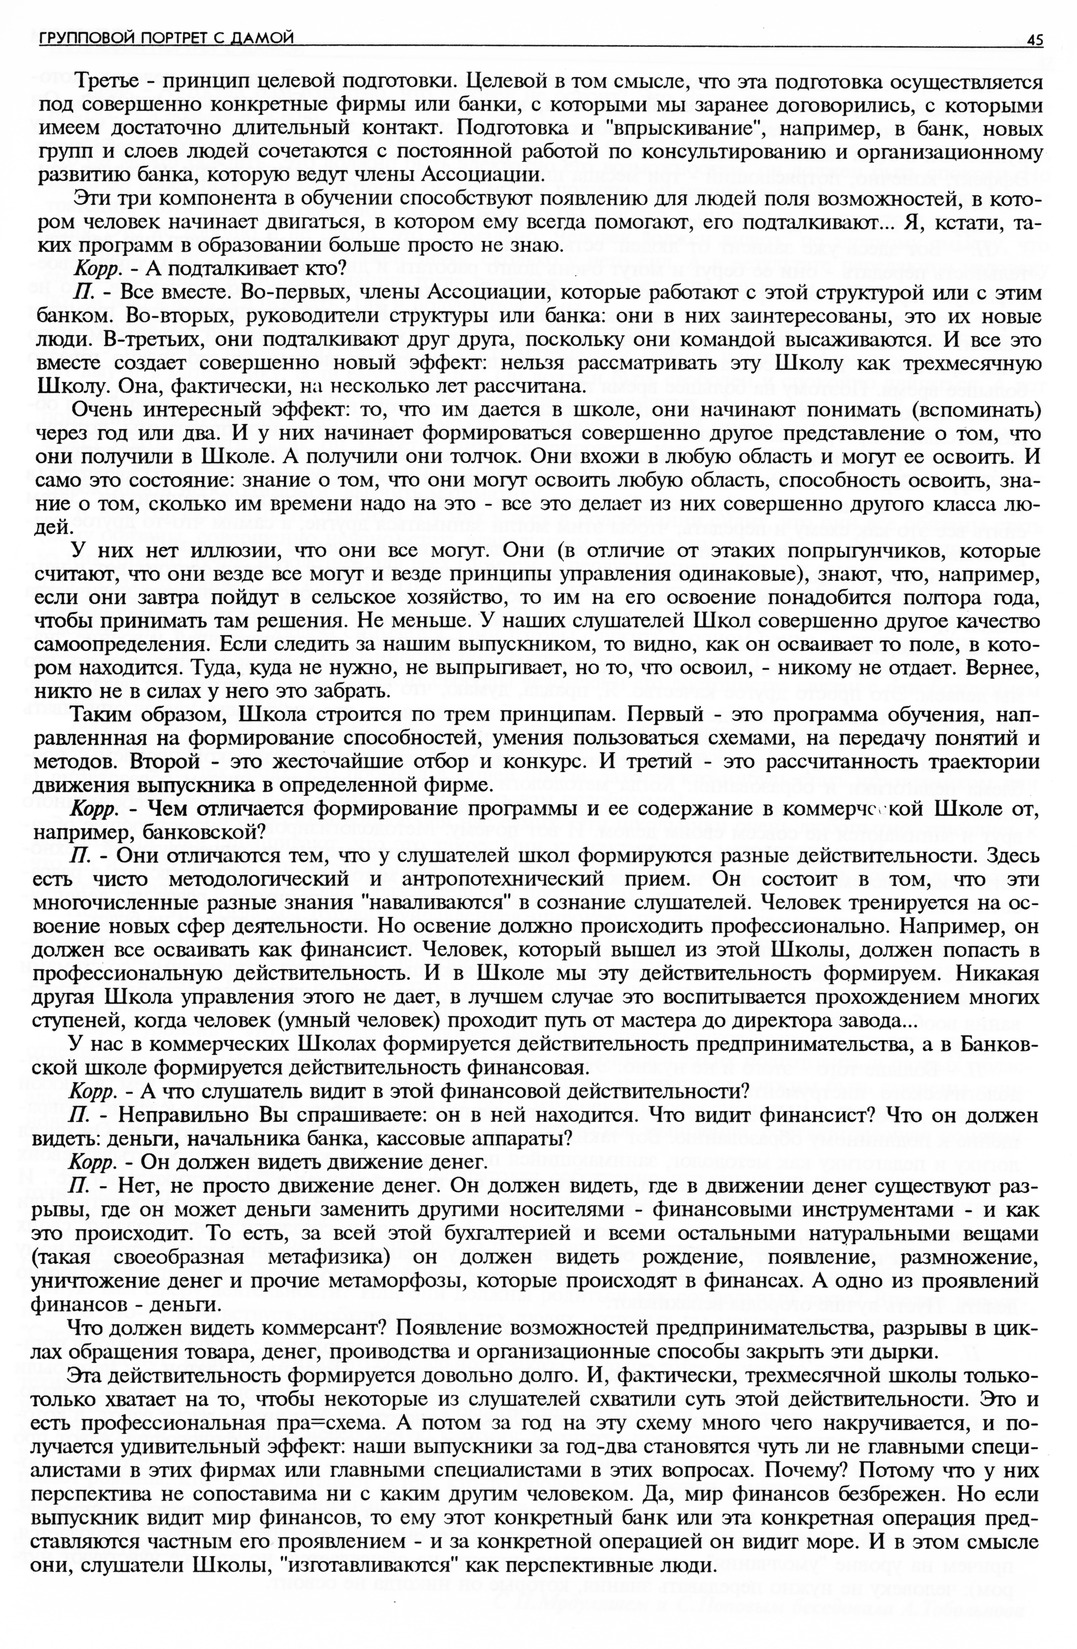 ГРУППОВОЙ ПОРТРЕТ С ДАМОЙ 45
Третье - принцип целевой подготовки. Целевой в том смысле, что эта подготовка осуществляется
под совершенно конкретные фирмы или банки, с которыми мы заранее договорились, с которыми
имеем достаточно длительный контакт. Подготовка и "впрыскивание", например, в банк, новых
групп и слоев людей сочетаются с постоянной работой по консультированию и организационному
развитию банка, которую ведут члены Ассоциации.
Эти три компонента в обучении способствуют появлению для людей поля возможностей, в кото-
ром человек начинает двигаться, в котором ему всегда помогают, его подталкивают... Я, кстати, та-
ких программ в образовании больше просто не знаю.
Корр. - А подталкивает кто?
П. - Все вместе. Во-первых, члены Ассоциации, которые работают с этой структурой или с этим
банком. Во-вторых, руководители структуры или банка: они в них заинтересованы, это их новые
люди. В-третьих, они подталкивают друг друга, поскольку они командой высаживаются. И все это
вместе создает совершенно новый эффект: нельзя рассматривать эту Школу как трехмесячную
Школу. Она, фактически, на несколько лет рассчитана.
Очень интересный эффект: то, что им дается в школе, они начинают понимать (вспоминать)
через год или два. И у них начинает формироваться совершенно другое представление о том, что
они получили в Школе. А получили они толчок. Они вхожи в любую область и могут ее освоить. И
само это состояние: знание о том, что они могут освоить любую область, способность освоить, зна-
ние о том, сколько им времени надо на это - все это делает из них совершенно другого класса лю-
дей.
У них нет иллюзии, что они все могут. Они (в отличие от этаких попрыгунчиков, которые
считают, что они везде все могут и везде принципы управления одинаковые), знают, что, например,
если они завтра пойдут в сельское хозяйство, то им на его освоение понадобится полтора года,
чтобы принимать там решения. Не меньше. У наших слушателей Школ совершенно другое качество
самоопределения. Если следить за нашим выпускником, то видно, как он осваивает то поле, в кото-
ром находится. Туда, куда не нужно, не выпрыгивает, но то, что освоил, - никому не отдает. Вернее,
никто не в силах у него это забрать.
Таким образом, Школа строится по трем принципам. Первый - это программа обучения, нап-
равленнная на формирование способностей, умения пользоваться схемами, на передачу понятий и
методов. Второй - это жесточайшие отбор и конкурс. И третий - это рассчитанность траектории
движения выпускника в определенной фирме.
Корр. - Чем отличается формирование программы и ее содержание в коммерческой Школе от,
например, банковской?
П. - Они отличаются тем, что у слушателей школ формируются разные действительности. Здесь
есть чисто методологический и антропотехнический прием. Он состоит в том, что эти
многочисленные разные знания "наваливаются" в сознание слушателей. Человек тренируется на ос-
воение новых сфер деятельности. Но освение должно происходить профессионально. Например, он
должен все осваивать как финансист. Человек, который вышел из этой Школы, должен попасть в
профессиональную действительность. И в Школе мы эту действительность формируем. Никакая
другая Школа управления этого не дает, в лучшем случае это воспитывается прохождением многих
ступеней, когда человек (умный человек) проходит путь от мастера до директора завода...
У нас в коммерческих Школах формируется действительность предпринимательства, а в Банков-
ской школе формируется действительность финансовая.
Корр. - А что слушатель видит в этой финансовой действительности?
П. - Неправильно Вы спрашиваете: он в ней находится. Что видит финансист? Что он должен
видеть: деньги, начальника банка, кассовые аппараты?
Корр. - Он должен видеть движение денег.
П. - Нет, не просто движение денег. Он должен видеть, где в движении денег существуют раз-
рывы, где он может деньги заменить другими носителями - финансовыми инструментами - и как
это происходит. То есть, за всей этой бухгалтерией и всеми остальными натуральными вещами
(такая своеобразная метафизика) он должен видеть рождение, появление, размножение,
уничтожение денег и прочие метаморфозы, которые происходят в финансах. А одно из проявлений
финансов - деньги.
Что должен видеть коммерсант? Появление возможностей предпринимательства, разрывы в цик-
лах обращения товара, денег, проиводства и организационные способы закрыть эти дырки.
Эта действительность формируется довольно долго. И, фактически, трехмесячной школы только-
только хватает на то, чтобы некоторые из слушателей схватили суть этой действительности. Это и
есть профессиональная пра=схема. А потом за год на эту схему много чего накручивается, и по-
лучается удивительный эффект: наши выпускники за год-два становятся чуть ли не главными специ-
алистами в этих фирмах или главными специалистами в этих вопросах. Почему? Потому что у них
перспектива не сопоставима ни с каким другим человеком. Да, мир финансов безбрежен. Но если
выпускник видит мир финансов, то ему этот конкретный банк или эта конкретная операция пред-
ставляются частным его проявлением - и за конкретной операцией он видит море. И в этом смысле
они, слушатели Школы, "изготавливаются" как перспективные люди.